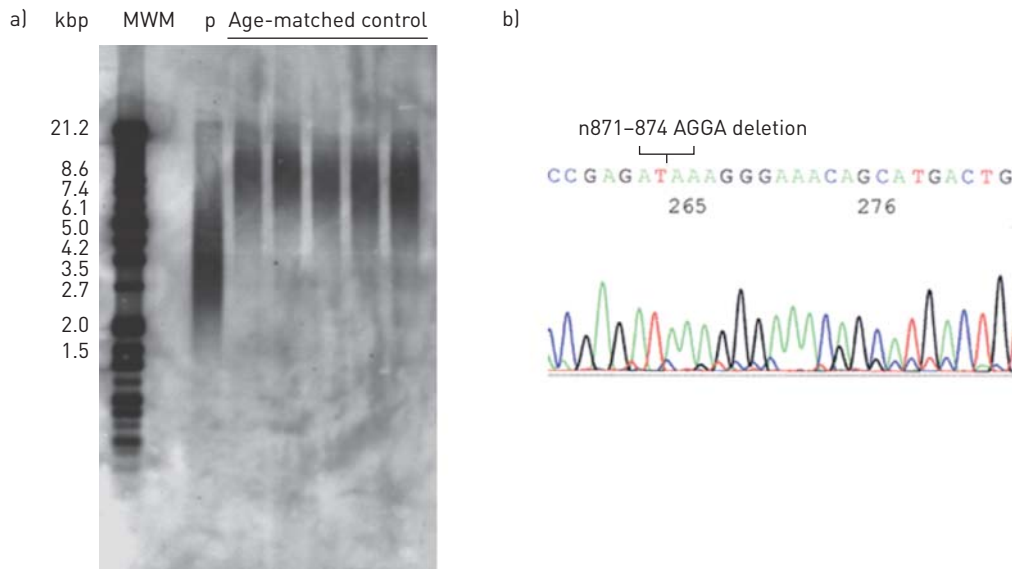 a) kbp MWM p Age-matched control
21.2
8.6
7.4
6.1
5.0
4.2
3.5
2.7
2.0
1.5
b)
n871–874 AGGA deletion
CCGAGATAAAGGGAAACAGCATGACTG
265 276